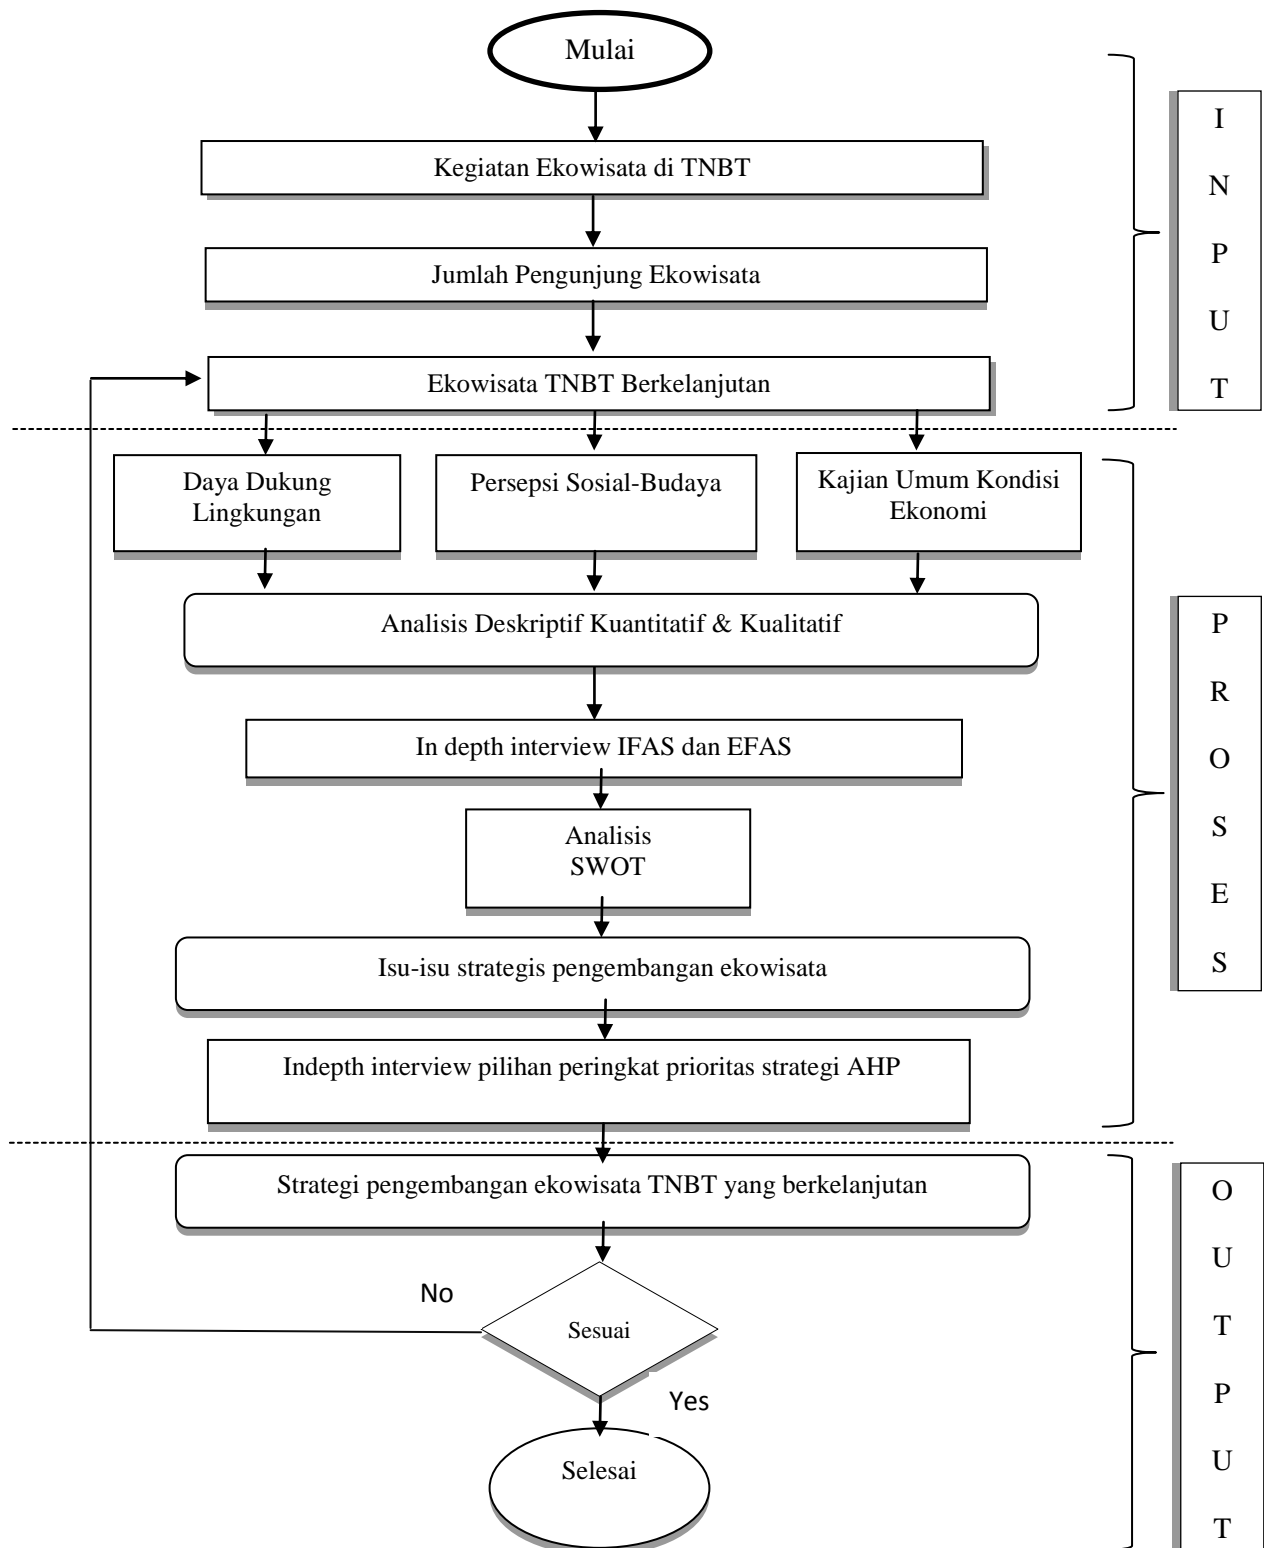 Mulai
Kegiatan Ekowisata di TNBT
Jumlah Pengunjung Ekowisata
Ekowisata TNBT Berkelanjutan
I
N
P
U
T
Daya Dukung
Lingkungan
Persepsi Sosial-Budaya
Kajian Umum Kondisi
Ekonomi
Analisis Deskriptif Kuantitatif & Kualitatif
In depth interview IFAS dan EFAS
Analisis
SWOT
Isu-isu strategis pengembangan ekowisata
Indepth interview pilihan peringkat prioritas strategi AHP
P
R
O
S
E
S
Strategi pengembangan ekowisata TNBT yang berkelanjutan
No
Sesuai
Yes
Selesai
O
U
T
P
U
T